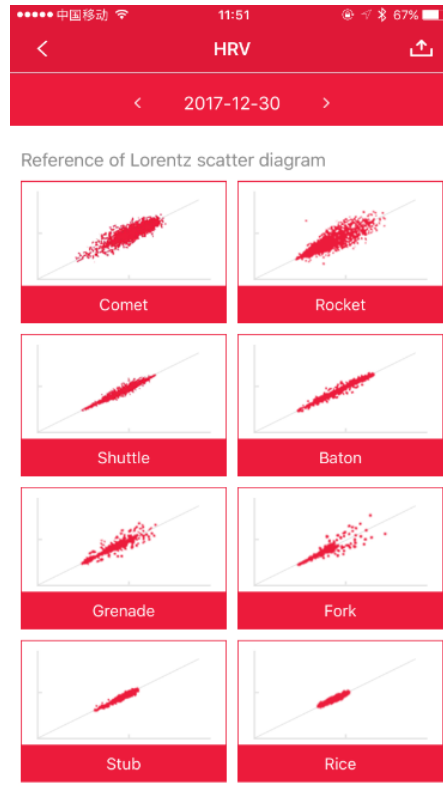 中国移动 11:51 67%
HRV
2017-12-30
Reference of Lorentz scatter diagram
Comet Rocket
Shuttle Baton
Grenade Fork
Stub Rice